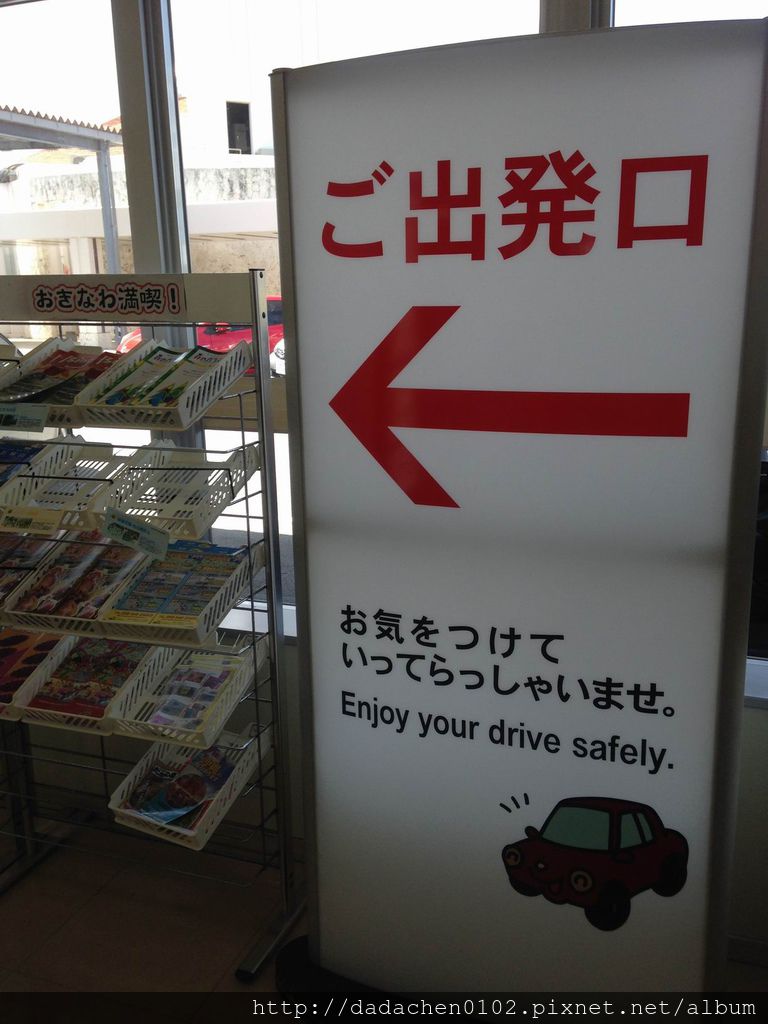 ご出発口
おきなわ満喫！
お気をつけて
いってらっしゃいませ。
Enjoy your drive safely.
http://dadachen0102.pixnet.net/album